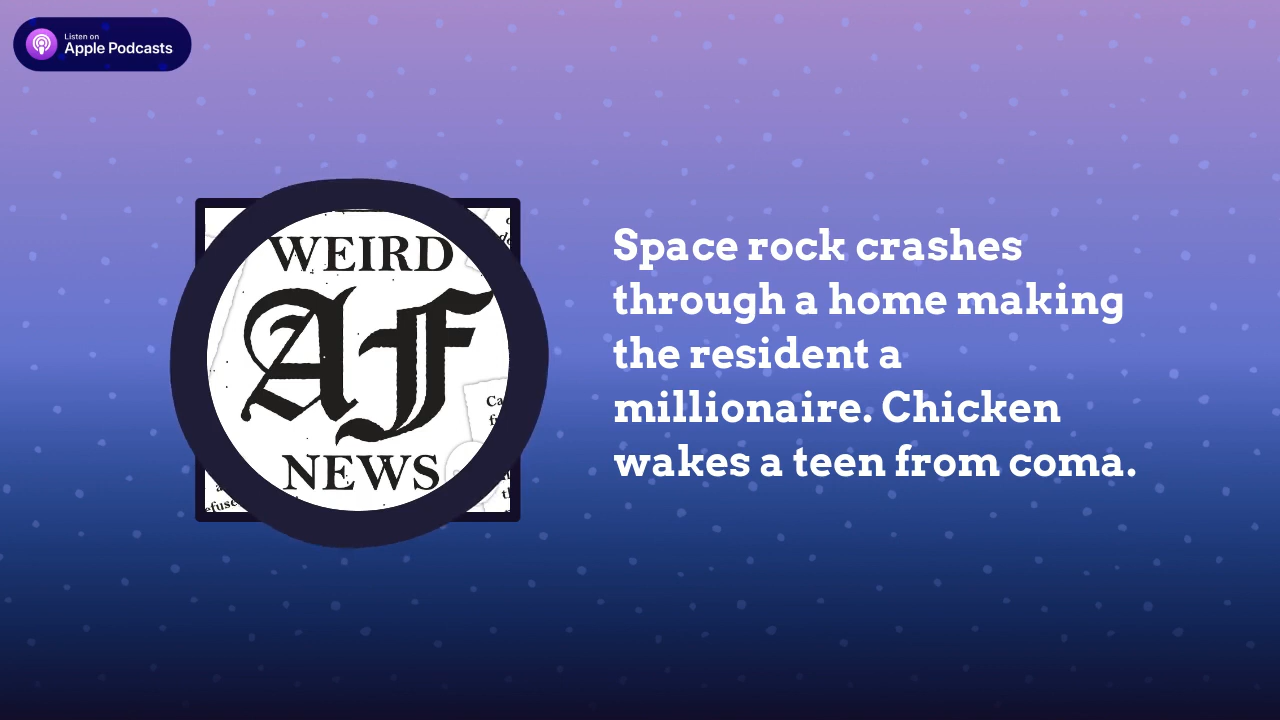 Listen on
Apple Podcasts
WEIRD
AF
NEWS
Space rock crashes
through a home making
the resident a
millionaire. Chicken
wakes a teen from coma.